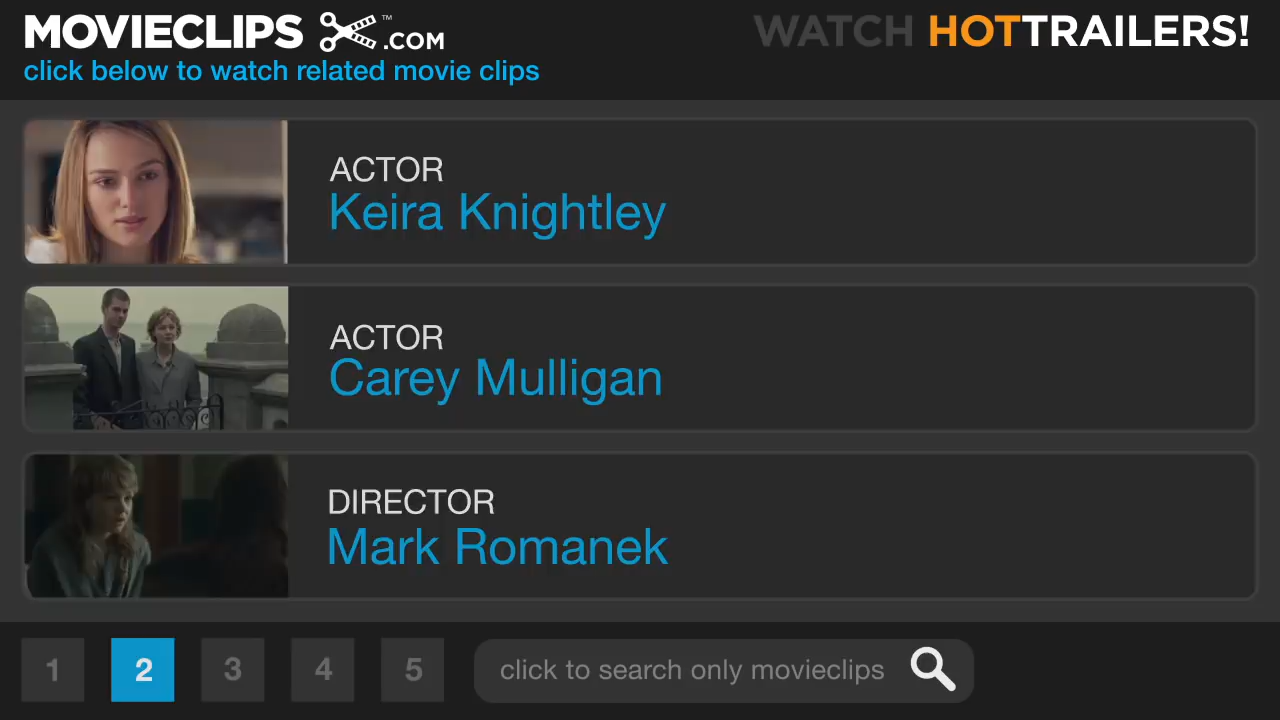 MOVIECLIPS ™ .COM
WATCH HOTTRAILERS!
click below to watch related movie clips
ACTOR
Keira Knightley
ACTOR
Carey Mulligan
DIRECTOR
Mark Romanek
1 2 3 4 5
click to search only movieclips